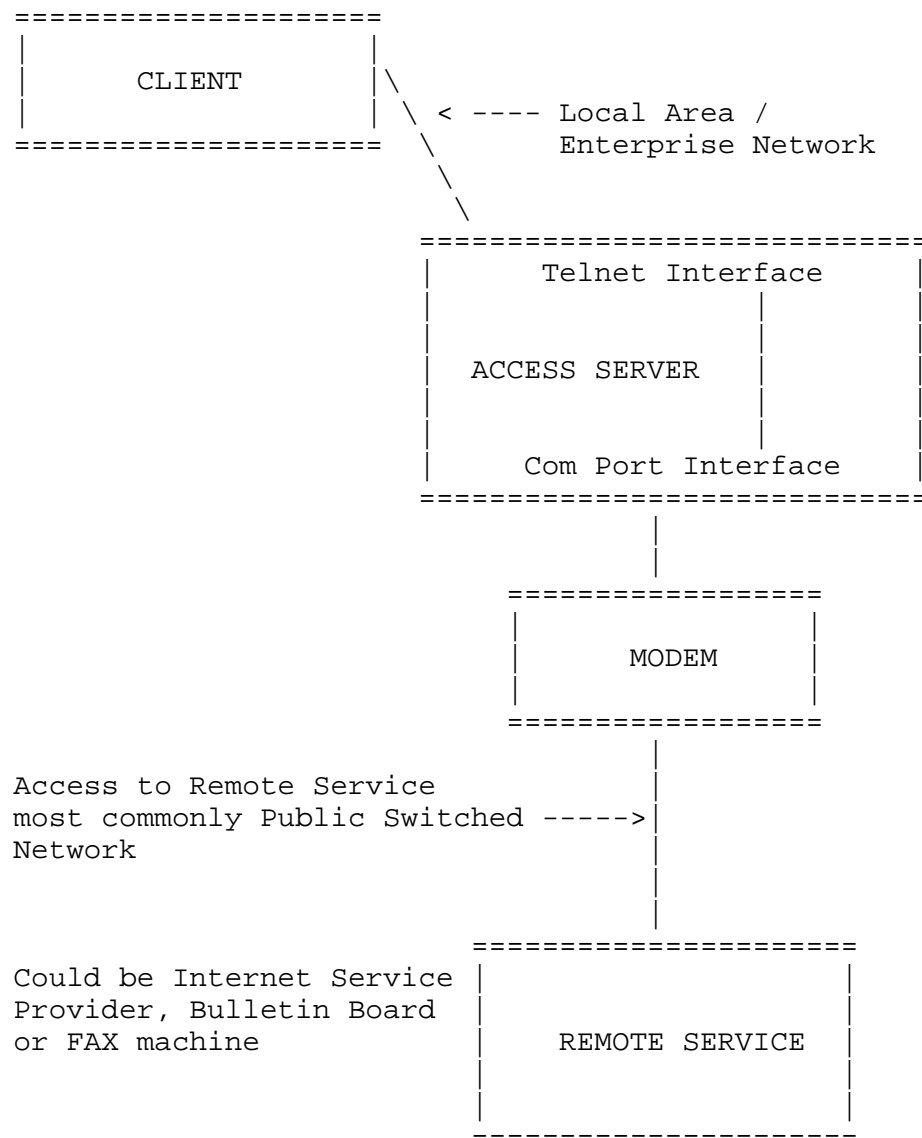 CLIENT
< ---- Local Area /
Enterprise Network
Telnet Interface
ACCESS SERVER
Com Port Interface
MODEM
Access to Remote Service
most commonly Public Switched ----->
Network
Could be Internet Service
Provider, Bulletin Board
or FAX machine
REMOTE SERVICE